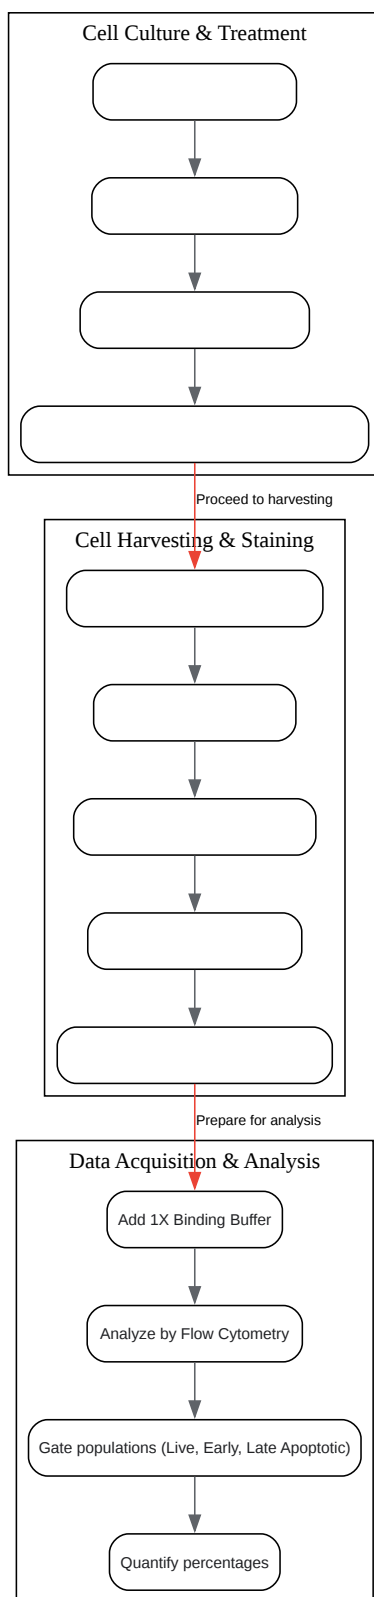 Cell Culture & Treatment
Proceed to harvesting
Cell Harvesting & Staining
Prepare for analysis
Data Acquisition & Analysis
Add 1X Binding Buffer
Analyze by Flow Cytometry
Gate populations (Live, Early, Late Apoptotic)
Quantify percentages